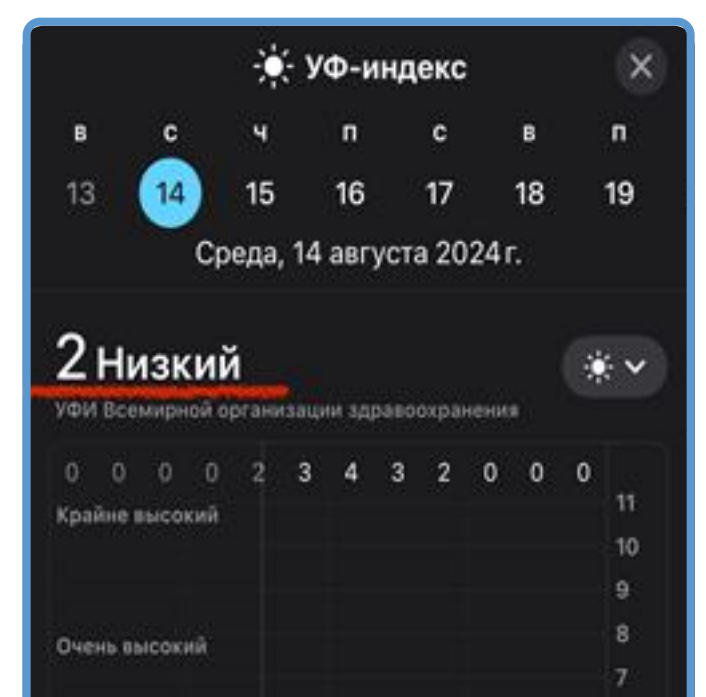 УФ-индекс
В С Ч П С В П
13 14 15 16 17 18 19
Среда, 14 августа 2024 г.
2 Низкий
УФИ Всемирной организации здравоохранения
0 0 0 0 2 3 4 3 2 0 0 0
11
Крайне высокий
10
9
8
Очень высокий
7